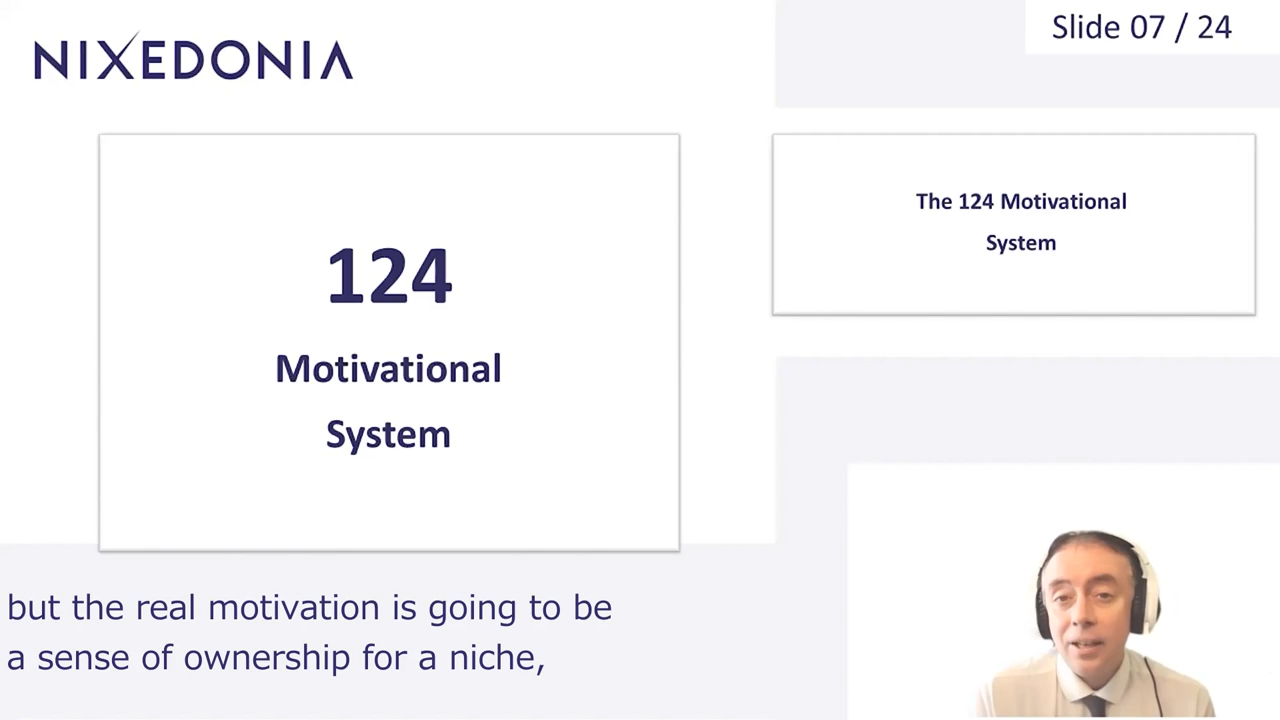 NIXEDONIA
Slide 07 / 24
124
Motivational
System
The 124 Motivational
System
but the real motivation is going to be
a sense of ownership for a niche,